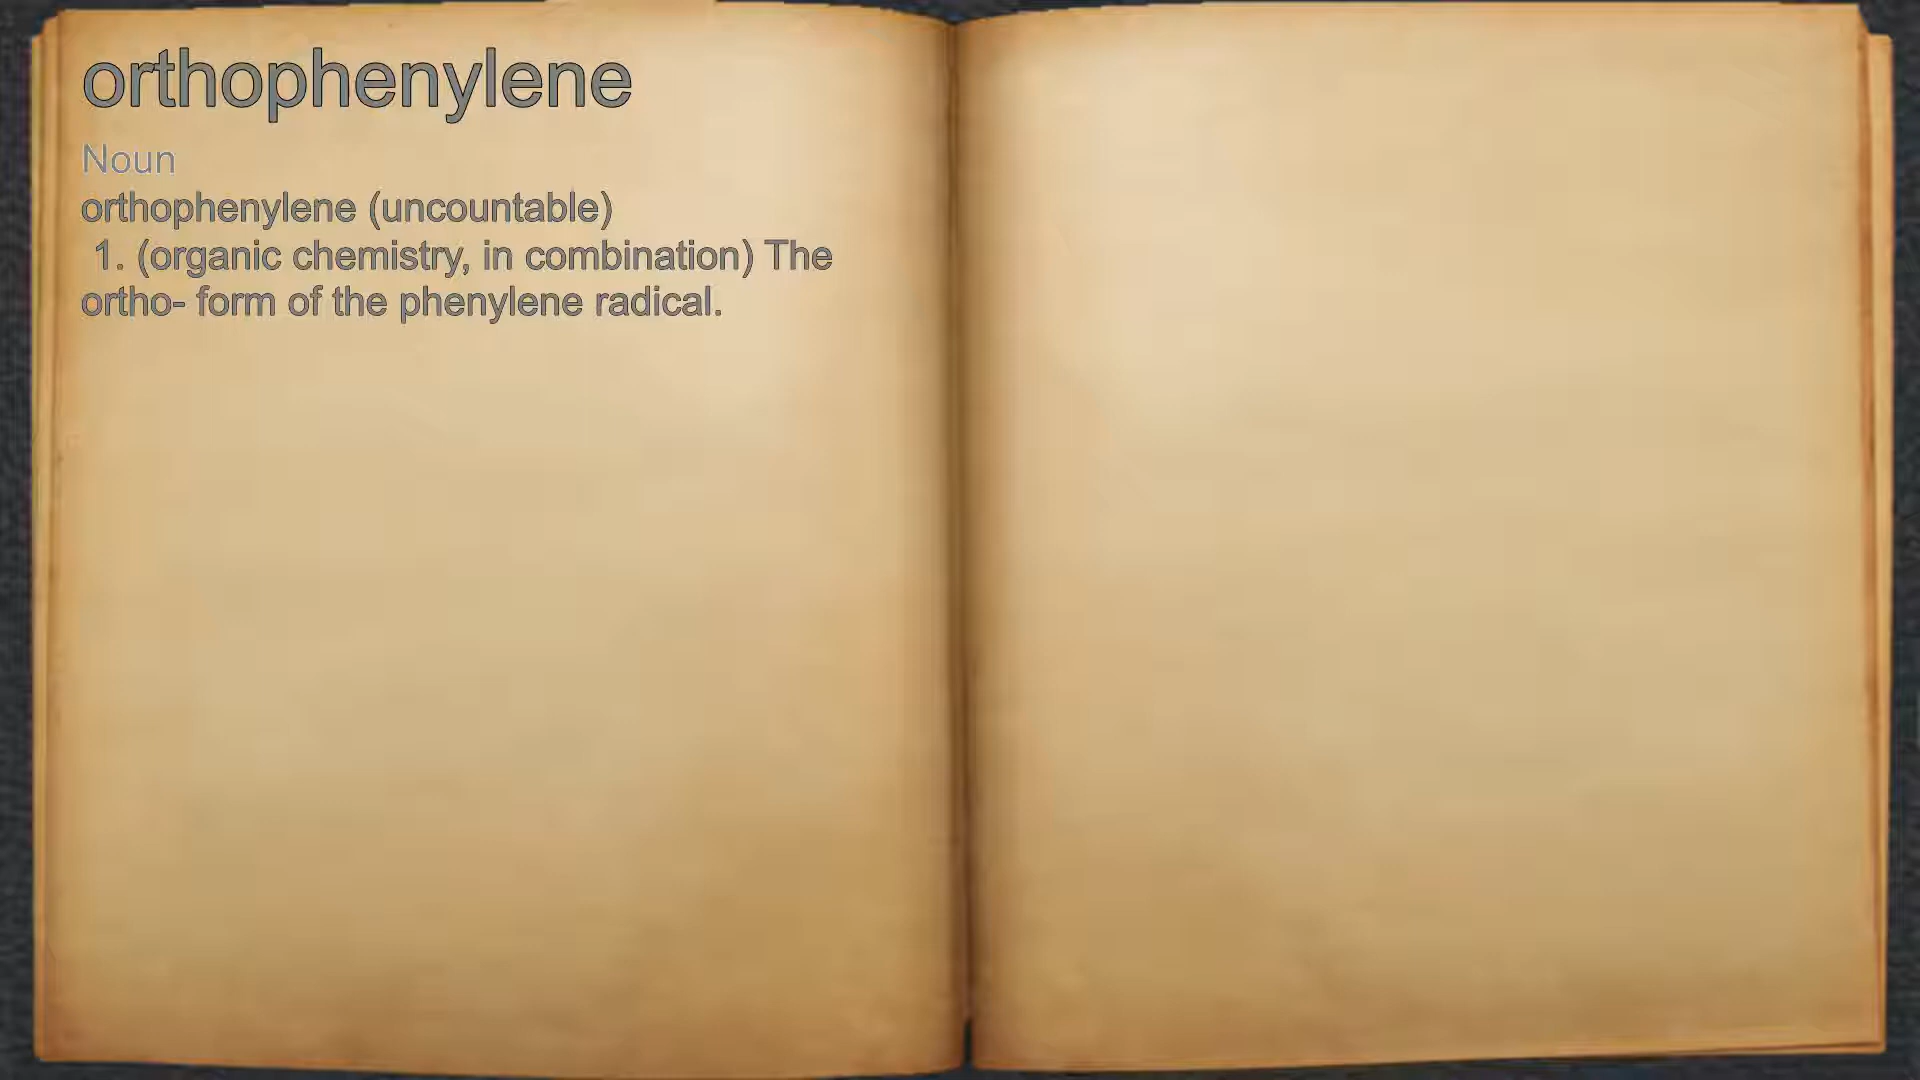 orthophenylene
Noun
orthophenylene (uncountable)
1. (organic chemistry, in combination) The
ortho- form of the phenylene radical.